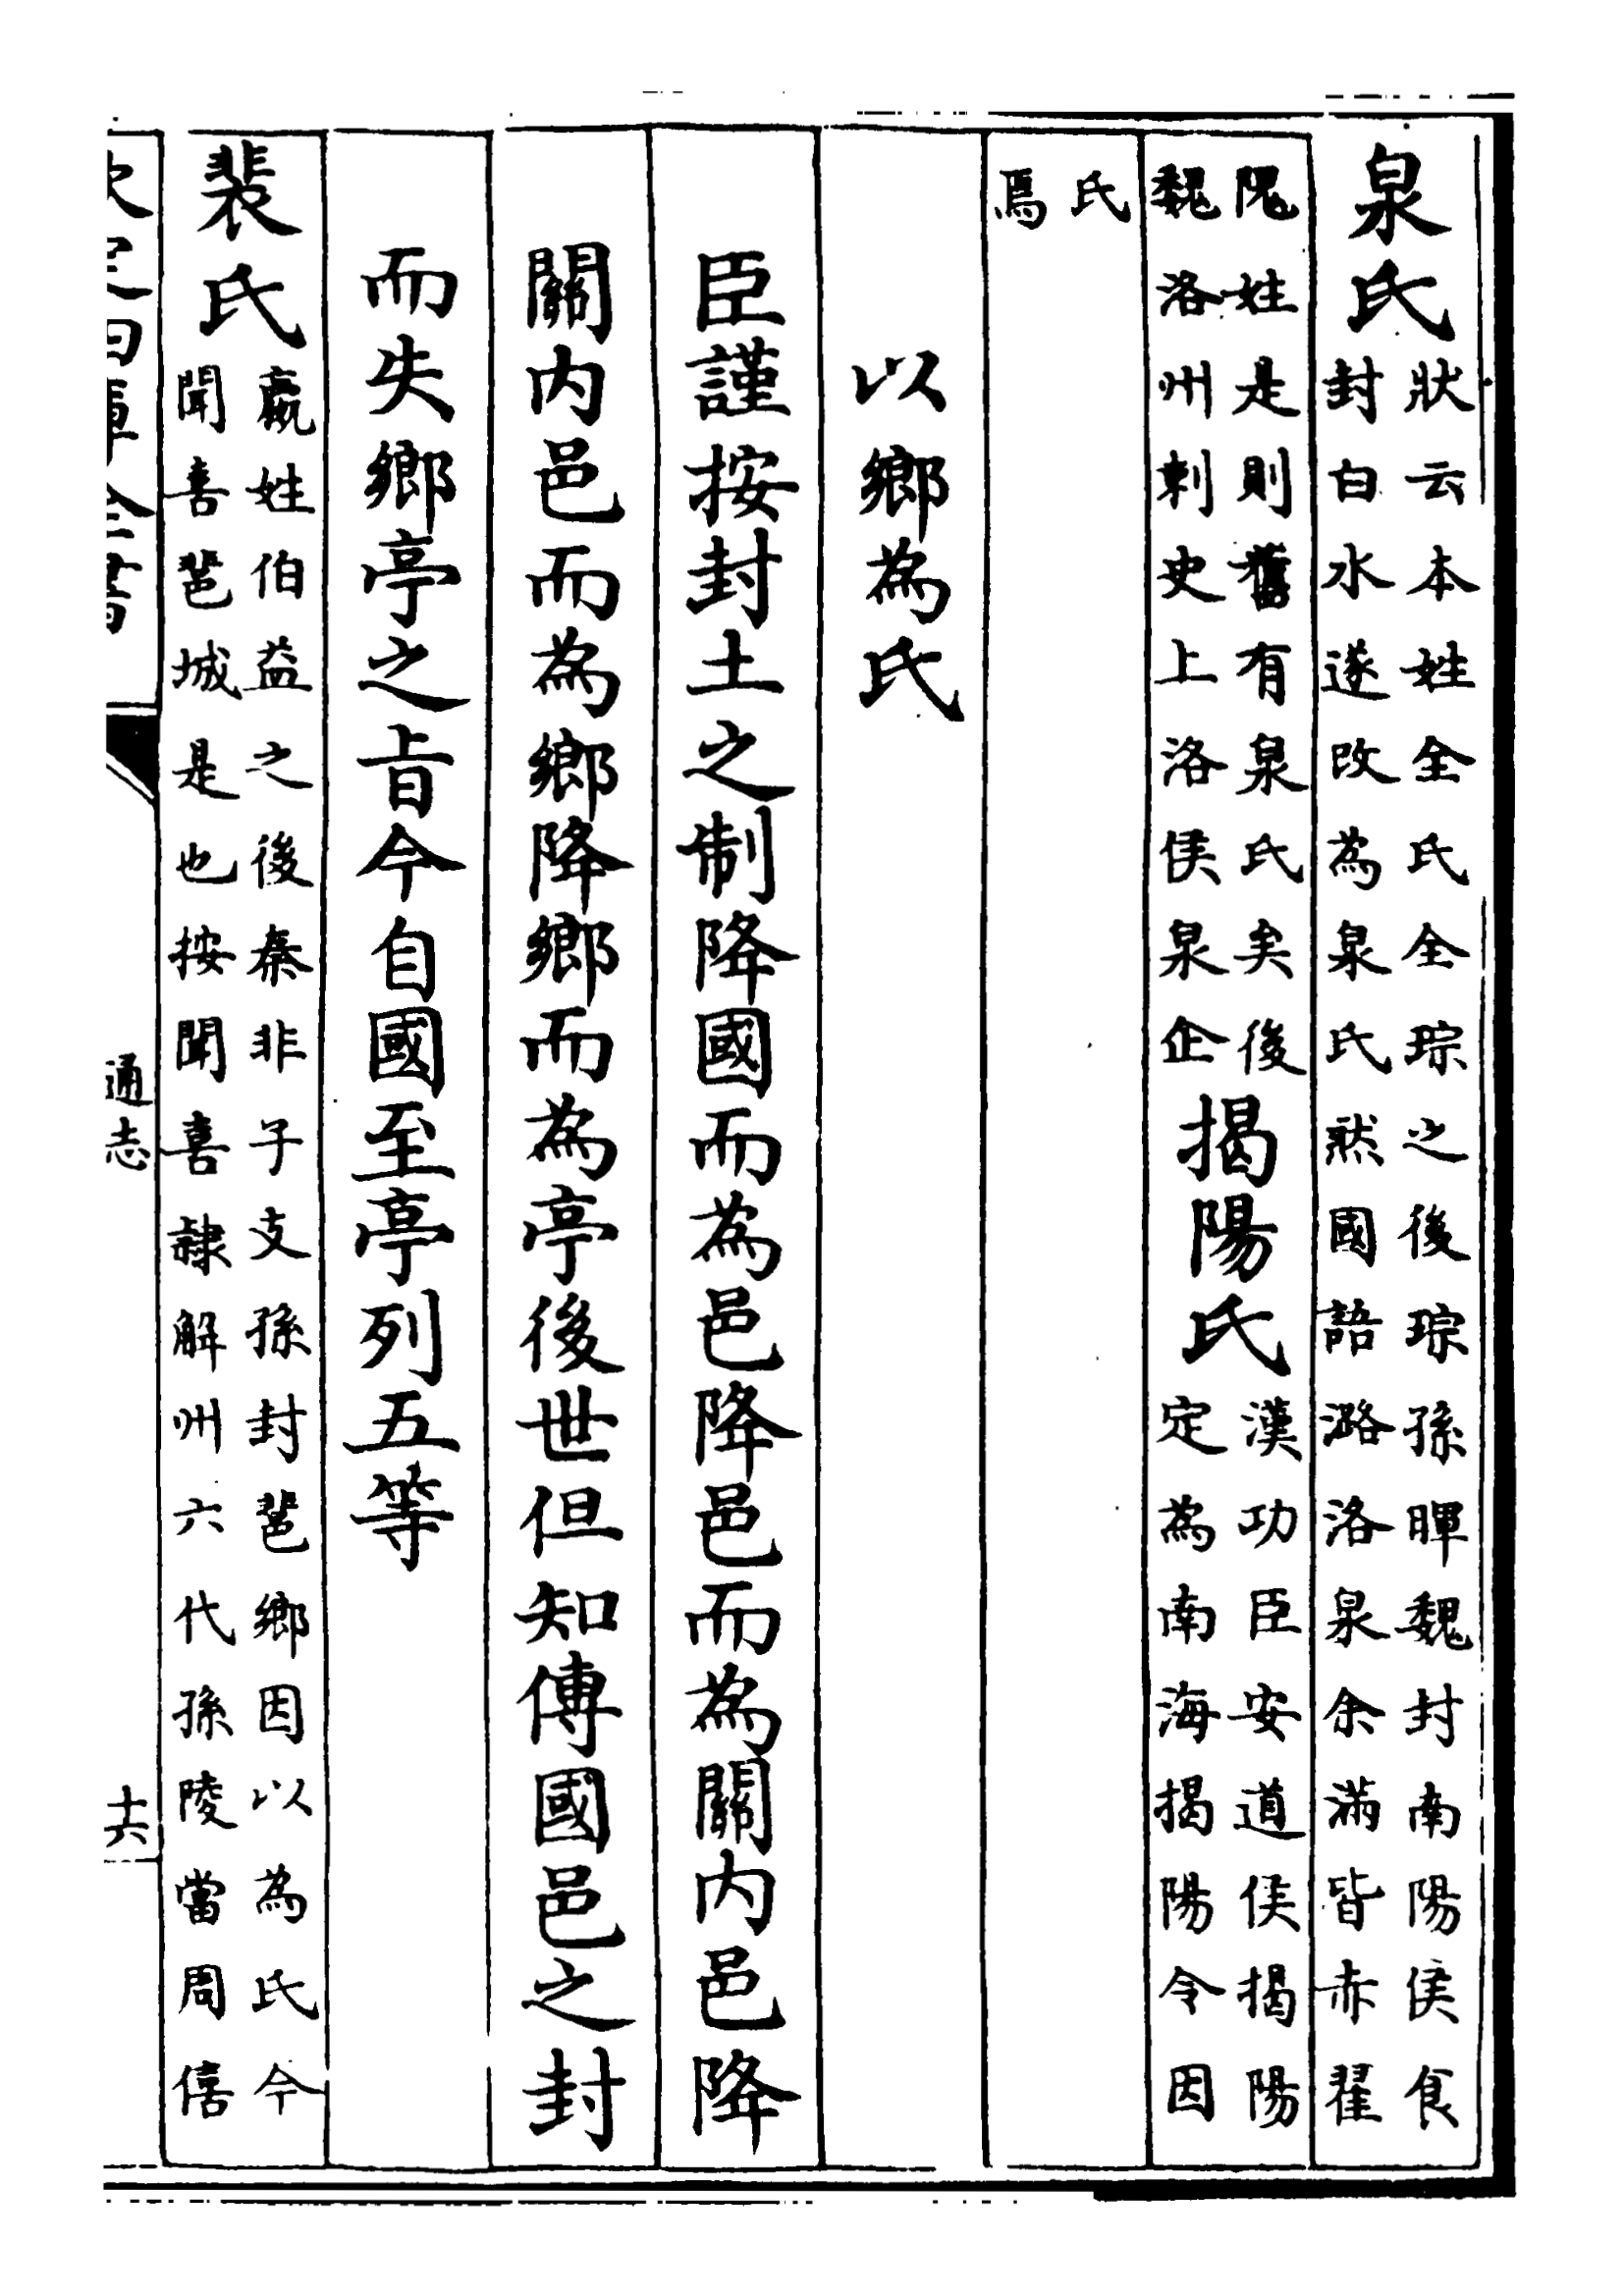 泉氏狀云本姓全氏全琮之後琮孫暉魏封南陽侯食
封白水遂改為泉氏然國語潞洛泉余滿皆赤翟
隗姓是則舊有泉氏矣後
魏洛州刺史上洛侯泉企揭陽氏漢功臣安道侯揭陽
定為南海揭陽令因
氏
焉
以鄉為氏
臣謹按封土之制降國而為邑降邑而為關内邑降
關内邑而為鄉降鄉而為亭後世但知傳國邑之封
而失鄉亭之旨今自國至亭列五等
裴氏嬴姓伯益之後秦非子支孫封𨛬鄉因以為氏今
聞喜𨛬城是也按聞喜隸解州六代孫陵當周僖
欽定四庫全書
通志
十六